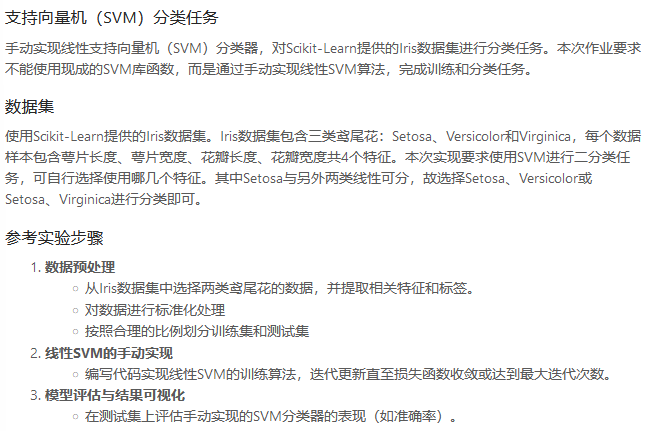 支持向量机（SVM）分类任务
手动实现线性支持向量机（SVM）分类器，对Scikit-Learn提供的Iris数据集进行分类任务。本次作业要求
不能使用现成的SVM库函数，而是通过手动实现线性SVM算法，完成训练和分类任务。
数据集
使用Scikit-Learn提供的Iris数据集。Iris数据集包含三类鸢尾花：Setosa、Versicolor和Virginica，每个数据
样本包含萼片长度、萼片宽度、花瓣长度、花瓣宽度共4个特征。本次实现要求使用SVM进行二分类任
务，可自行选择使用哪几个特征。其中Setosa与另外两类线性可分，故选择Setosa、Versicolor或
Setosa、Virginica进行分类即可。
参考实验步骤
1. 数据预处理
○ 从Iris数据集中选择两类鸢尾花的数据，并提取相关特征和标签。
○ 对数据进行标准化处理
○ 按照合理的比例划分训练集和测试集
2. 线性SVM的手动实现
○ 编写代码实现线性SVM的训练算法，迭代更新直至损失函数收敛或达到最大迭代次数。
3. 模型评估与结果可视化
○ 在测试集上评估手动实现的SVM分类器的表现（如准确率）。